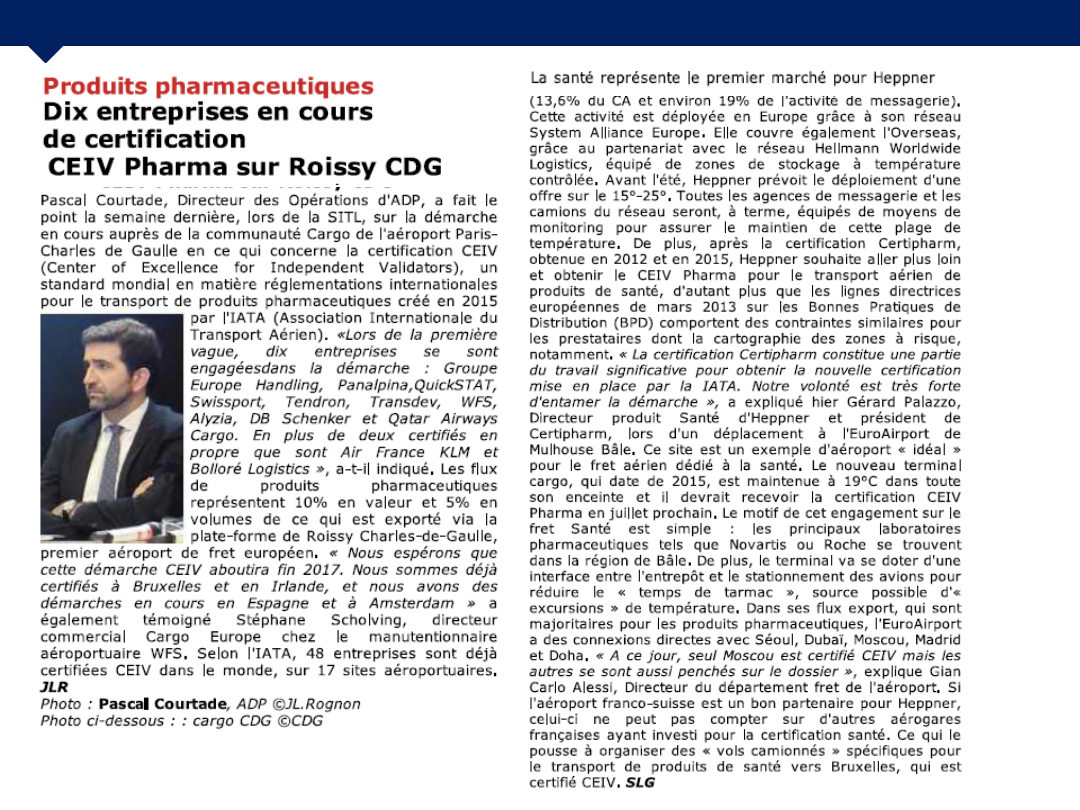 Produits pharmaceutiques
Dix entreprises en cours
de certification
CEIV Pharma sur Roissy CDG
Pascal Courtade, Directeur des Opérations d'ADP, a fait le
point la semaine dernière, lors de la SITL, sur la démarche
en cours auprès de la communauté Cargo de l'aéroport Paris-
Charles de Gaulle en ce qui concerne la certification CEIV
(Center of Excellence for Independent Validators), un
standard mondial en matière réglementations internationales
pour le transport de produits pharmaceutiques créé en 2015
par l'IATA (Association Internationale du
Transport Aérien). «Lors de la première
vague, dix entreprises se sont
engagéesdans la démarche : Groupe
Europe Handling, Panalpina,QuickSTAT,
Swissport, Tendron, Transdev, WFS,
Alyzia, DB Schenker et Qatar Airways
Cargo. En plus de deux certifiés en
propre que sont Air France KLM et
Bolloré Logistics », a-t-il indiqué. Les flux
de produits pharmaceutiques
représentent 10% en valeur et 5% en
volumes de ce qui est exporté via la
plate-forme de Roissy Charles-de-Gaulle,
premier aéroport de fret européen. « Nous espérons que
cette démarche CEIV aboutira fin 2017. Nous sommes déjà
certifiés à Bruxelles et en Irlande, et nous avons des
démarches en cours en Espagne et à Amsterdam » a
également témoigné Stéphane Scholving, directeur
commercial Cargo Europe chez le manutentionnaire
aéroportuaire WFS. Selon l'IATA, 48 entreprises sont déjà
certifiées CEIV dans le monde, sur 17 sites aéroportuaires.
JLR
Photo : Pascal Courtade, ADP ©JL.Rognon
Photo ci-dessous : : cargo CDG ©CDG
La santé représente le premier marché pour Heppner
(13,6% du CA et environ 19% de l'activité de messagerie).
Cette activité est déployée en Europe grâce à son réseau
System Alliance Europe. Elle couvre également l'Overseas,
grâce au partenariat avec le réseau Hellmann Worldwide
Logistics, équipé de zones de stockage à température
contrôlée. Avant l'été, Heppner prévoit le déploiement d'une
offre sur le 15°-25°. Toutes les agences de messagerie et les
camions du réseau seront, à terme, équipés de moyens de
monitoring pour assurer le maintien de cette plage de
température. De plus, après la certification Certipharm,
obtenue en 2012 et en 2015, Heppner souhaite aller plus loin
et obtenir le CEIV Pharma pour le transport aérien de
produits de santé, d'autant plus que les lignes directrices
européennes de mars 2013 sur les Bonnes Pratiques de
Distribution (BPD) comportent des contraintes similaires pour
les prestataires dont la cartographie des zones à risque,
notamment. « La certification Certipharm constitue une partie
du travail significative pour obtenir la nouvelle certification
mise en place par la IATA. Notre volonté est très forte
d'entamer la démarche », a expliqué hier Gérard Palazzo,
Directeur produit Santé d'Heppner et président de
Certipharm, lors d'un déplacement à l'EuroAirport de
Mulhouse Bâle. Ce site est un exemple d'aéroport « idéal »
pour le fret aérien dédié à la santé. Le nouveau terminal
cargo, qui date de 2015, est maintenue à 19°C dans toute
son enceinte et il devrait recevoir la certification CEIV
Pharma en juillet prochain. Le motif de cet engagement sur le
fret Santé est simple : les principaux laboratoires
pharmaceutiques tels que Novartis ou Roche se trouvent
dans la région de Bâle. De plus, le terminal va se doter d'une
interface entre l'entrepôt et le stationnement des avions pour
réduire le « temps de tarmac », source possible d'«
excursions » de température. Dans ses flux export, qui sont
majoritaires pour les produits pharmaceutiques, l'EuroAirport
a des connexions directes avec Séoul, Dubaï, Moscou, Madrid
et Doha. « A ce jour, seul Moscou est certifié CEIV mais les
autres se sont aussi penchés sur le dossier », explique Gian
Carlo Alessi, Directeur du département fret de l'aéroport. Si
l'aéroport franco-suisse est un bon partenaire pour Heppner,
celui-ci ne peut pas compter sur d'autres aérogares
françaises ayant investi pour la certification santé. Ce qui le
pousse à organiser des « vols camionnés » spécifiques pour
le transport de produits de santé vers Bruxelles, qui est
certifié CEIV. SLG